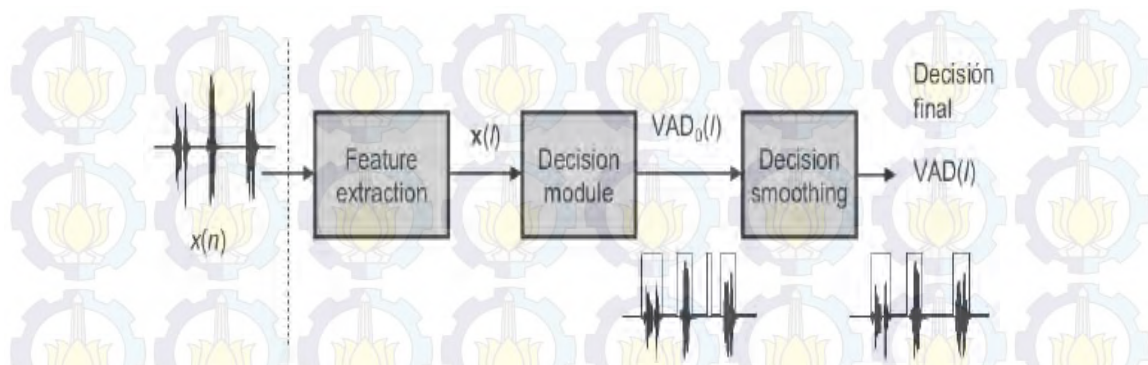 x(n)
Feature
extraction
x(l)
Decision
module
VAD₀(l)
Decision
smoothing
Decisión
final
VAD(l)